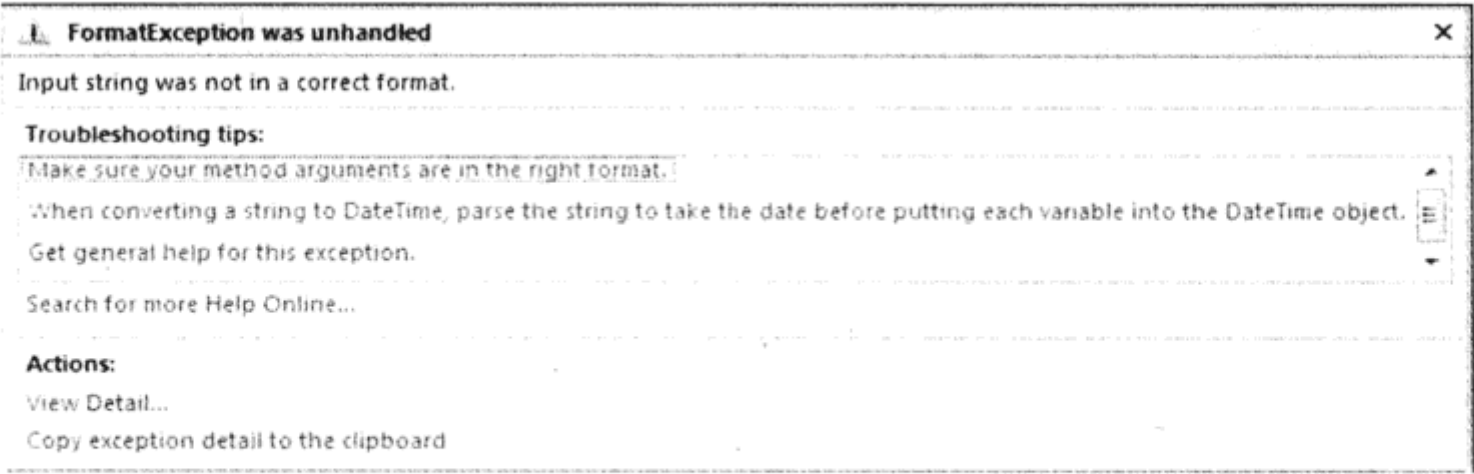 FormatException was unhandled
Input string was not in a correct format.
Troubleshooting tips:
Make sure your method arguments are in the right format.
When converting a string to DateTime, parse the string to take the date before putting each variable into the DateTime object.
Get general help for this exception.
Search for more Help Online...
Actions:
View Detail...
Copy exception detail to the clipboard